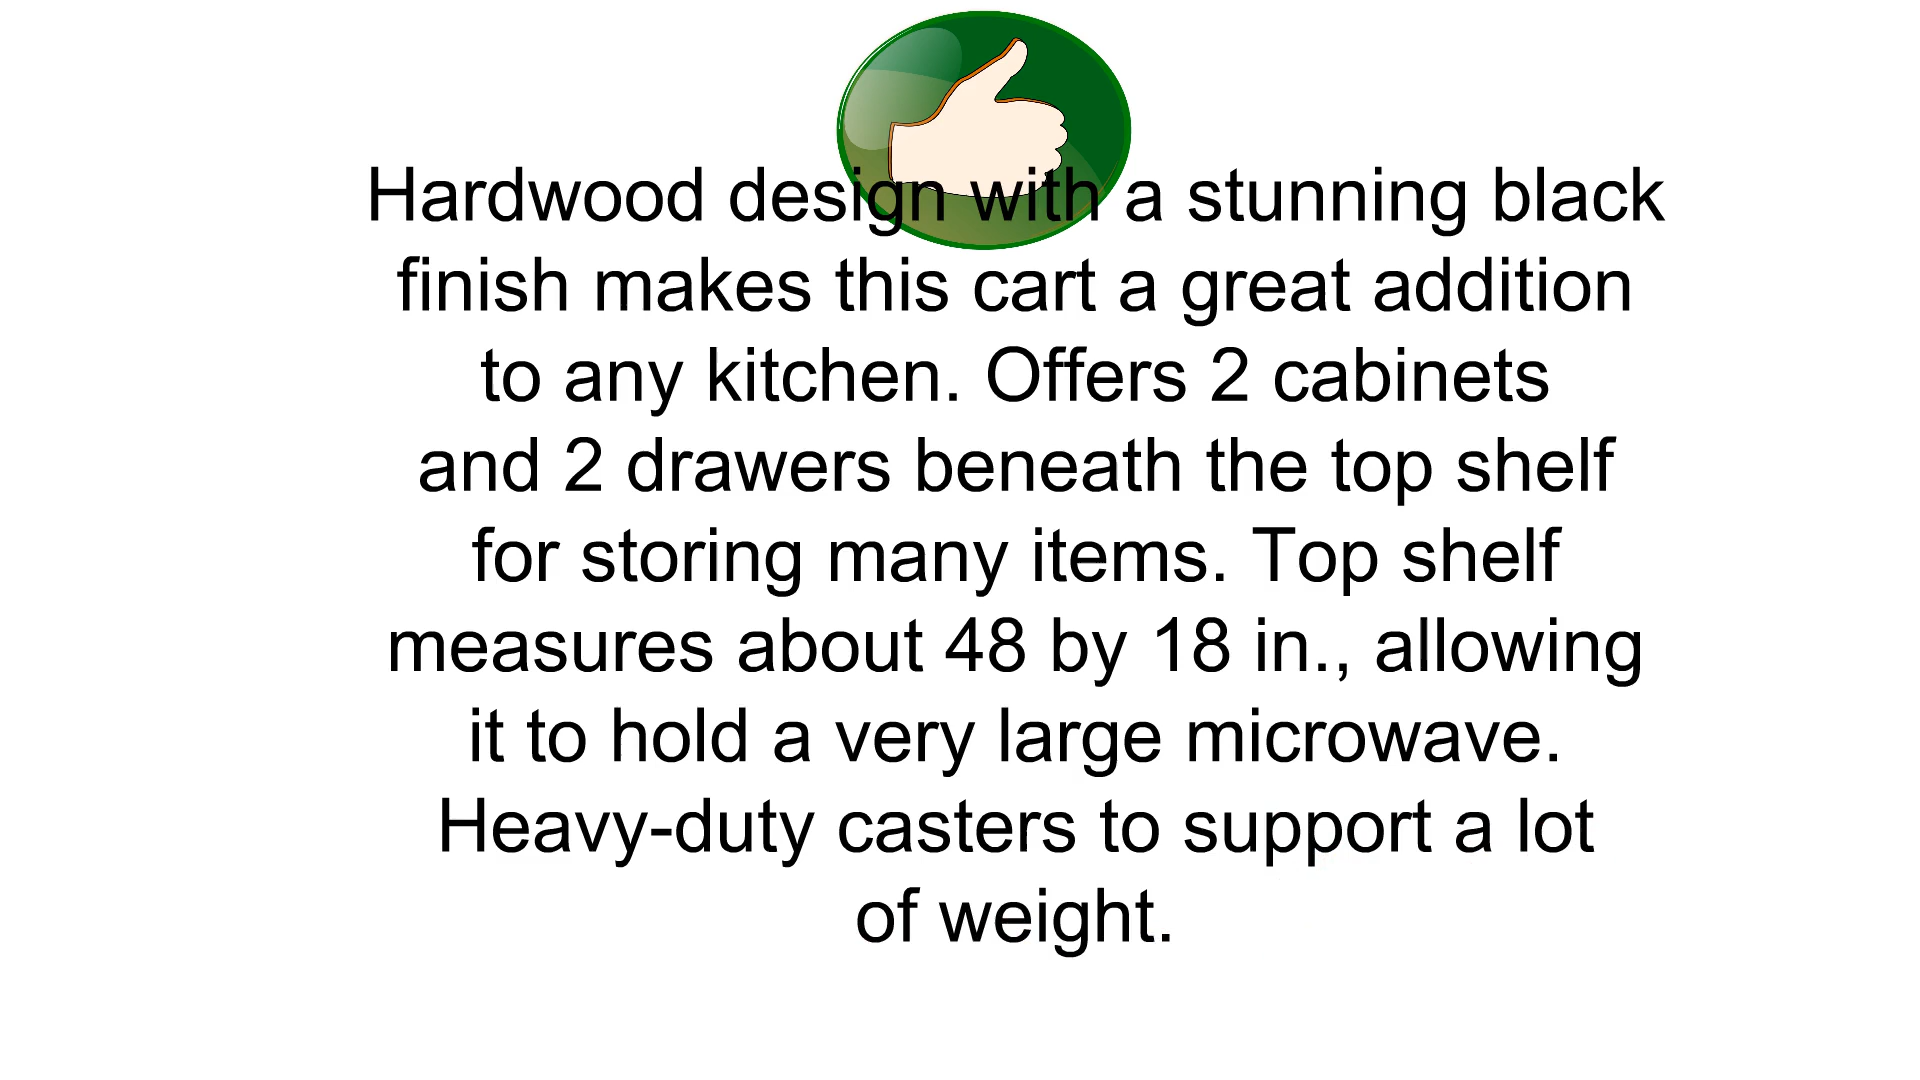 Hardwood design with a stunning black
finish makes this cart a great addition
to any kitchen. Offers 2 cabinets
and 2 drawers beneath the top shelf
for storing many items. Top shelf
measures about 48 by 18 in., allowing
it to hold a very large microwave.
Heavy-duty casters to support a lot
of weight.